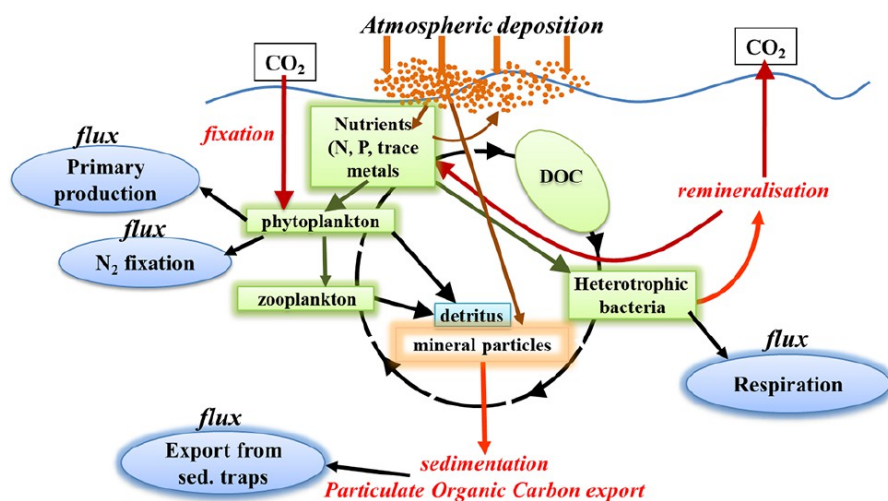 Atmospheric deposition
CO2
CO2
fixation
flux
Primary
production
Nutrients
(N, P, trace
metals
DOC
remineralisation
phytoplankton
flux
N2 fixation
zooplankton
Heterotrophic
bacteria
detritus
mineral particles
flux
Respiration
flux
Export from
sed. traps
sedimentation
Particulate Organic Carbon export